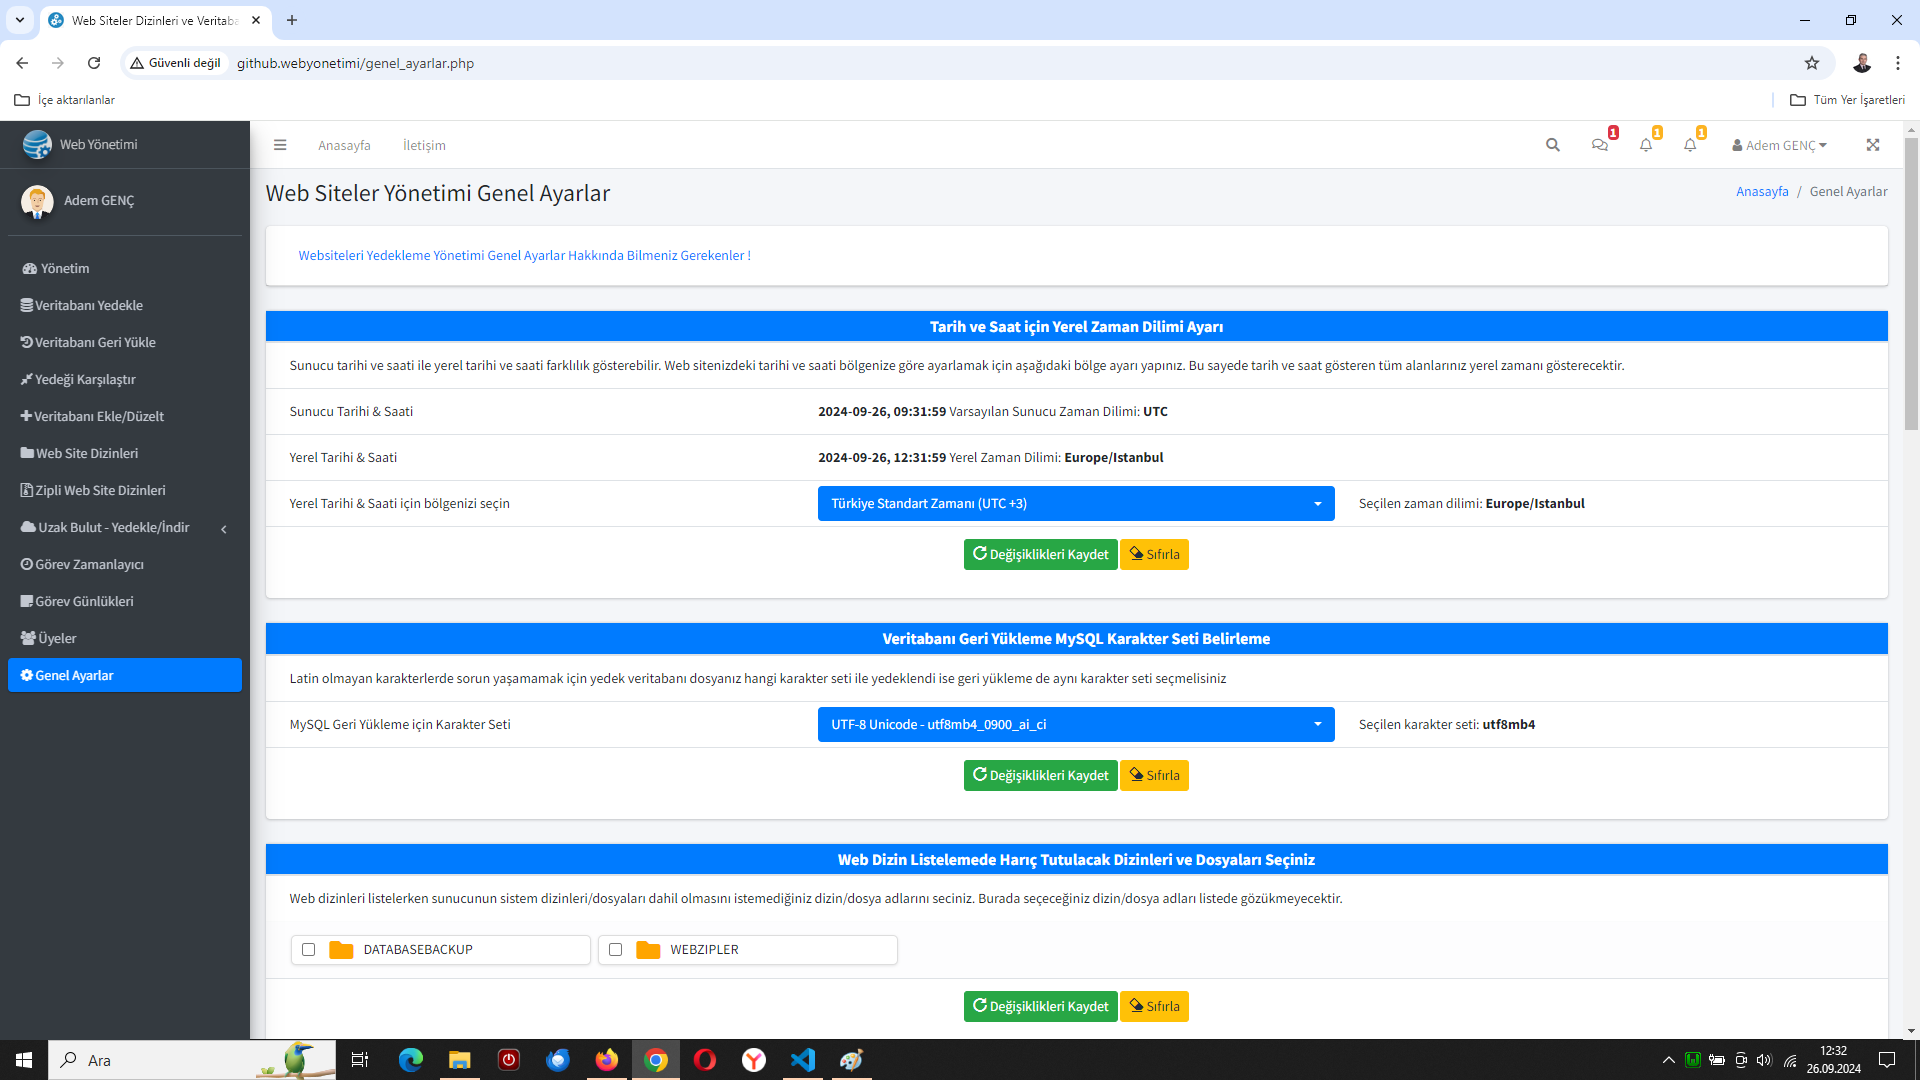 Web Siteler Dizinleri ve Veritaba
Güvenli değil
github.webyonetimi/genel_ayarlar.php
İçe aktarılanlar
Tüm Yer İşaretleri
Web Yönetimi
Anasayfa
İletişim
1
1
1
Adem GENÇ
Adem GENÇ
Yönetim
Veritabanı Yedekle
Veritabanı Geri Yükle
Yedeği Karşılaştır
Veritabanı Ekle/Düzelt
Web Site Dizinleri
Zipli Web Site Dizinleri
Uzak Bulut - Yedekle/İndir
Görev Zamanlayıcı
Görev Günlükleri
Üyeler
Genel Ayarlar
Web Siteler Yönetimi Genel Ayarlar
Anasayfa / Genel Ayarlar
Websiteleri Yedekleme Yönetimi Genel Ayarlar Hakkında Bilmeniz Gerekenler !
Tarih ve Saat için Yerel Zaman Dilimi Ayarı
Sunucu tarihi ve saati ile yerel tarihi ve saati farklılık gösterebilir. Web sitenizdeki tarihi ve saati bölgenize göre ayarlamak için aşağıdaki bölge ayarı yapınız. Bu sayede tarih ve saat gösteren tüm alanlarınız yerel zamanı gösterecektir.
Sunucu Tarihi & Saati
2024-09-26, 09:31:59 Varsayılan Sunucu Zaman Dilimi: UTC
Yerel Tarihi & Saati
2024-09-26, 12:31:59 Yerel Zaman Dilimi: Europe/Istanbul
Yerel Tarihi & Saati için bölgenizi seçin
Türkiye Standart Zamanı (UTC +3)
Seçilen zaman dilimi: Europe/Istanbul
Değişiklikleri Kaydet
Sıfırla
Veritabanı Geri Yükleme MySQL Karakter Seti Belirleme
Latin olmayan karakterlerde sorun yaşamamak için yedek veritabanı dosyanız hangi karakter seti ile yedeklendi ise geri yükleme de aynı karakter seti seçmelisiniz
MySQL Geri Yükleme için Karakter Seti
UTF-8 Unicode - utf8mb4_0900_ai_ci
Seçilen karakter seti: utf8mb4
Değişiklikleri Kaydet
Sıfırla
Web Dizin Listelemede Harıç Tutulacak Dizinleri ve Dosyaları Seçiniz
Web dizinleri listelerken sunucunun sistem dizinleri/dosyaları dahil olmasını istemediğiniz dizin/dosya adlarını seciniz. Burada seçeceğiniz dizin/dosya adları listede gözükmeyecektir.
DATABASEBACKUP
WEBZIPLER
Değişiklikleri Kaydet
Sıfırla
Ara
12:32
26.09.2024